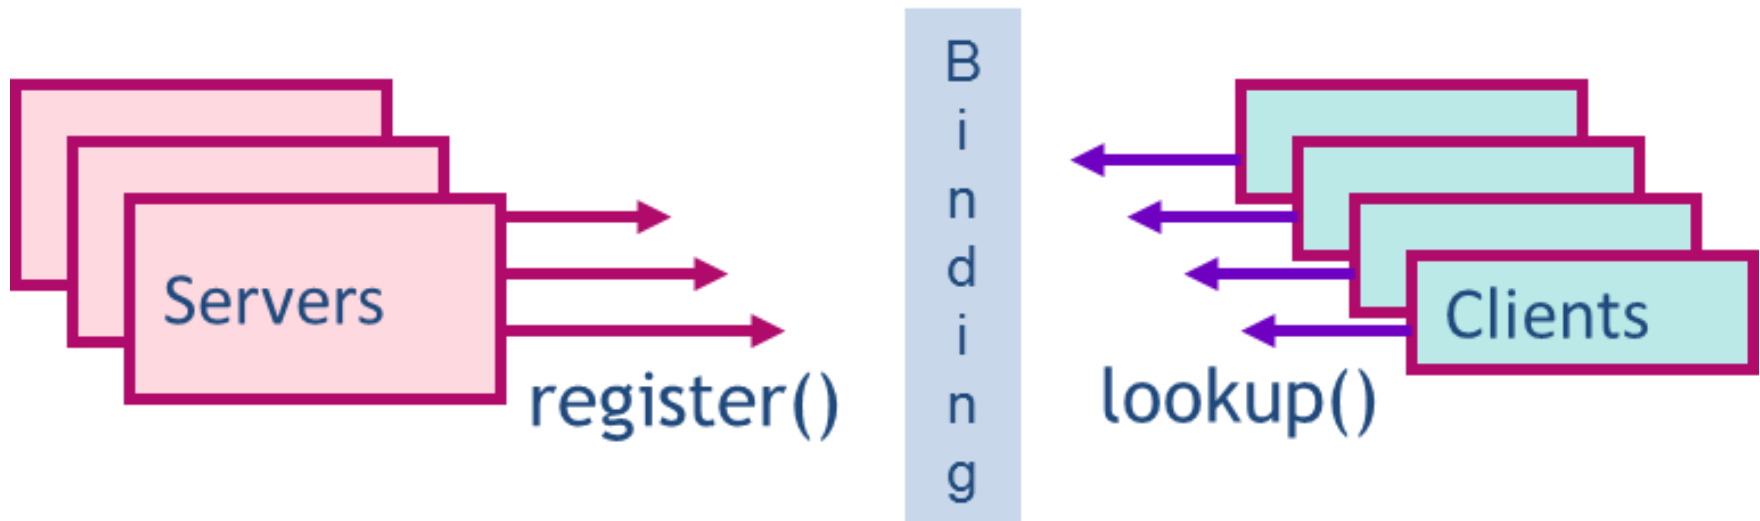 Servers
register()
B
i
n
d
i
n
g
lookup()
Clients